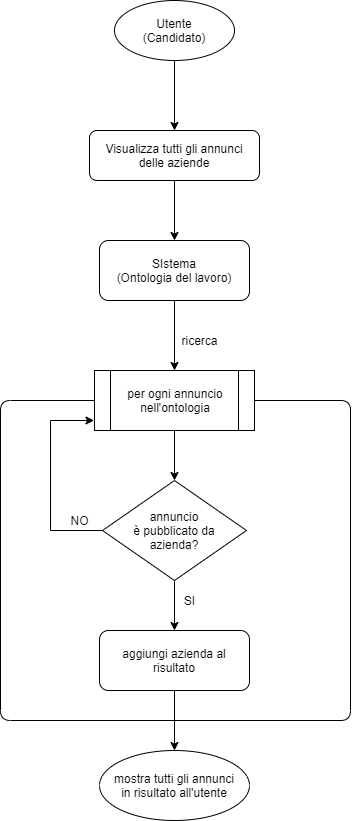 Utente
(Candidato)
Visualizza tutti gli annunci
delle aziende
SIstema
(Ontologia del lavoro)
ricerca
per ogni annuncio
nell'ontologia
annuncio
è pubblicato da
azienda?
NO
SI
aggiungi azienda al
risultato
mostra tutti gli annunci
in risultato all'utente